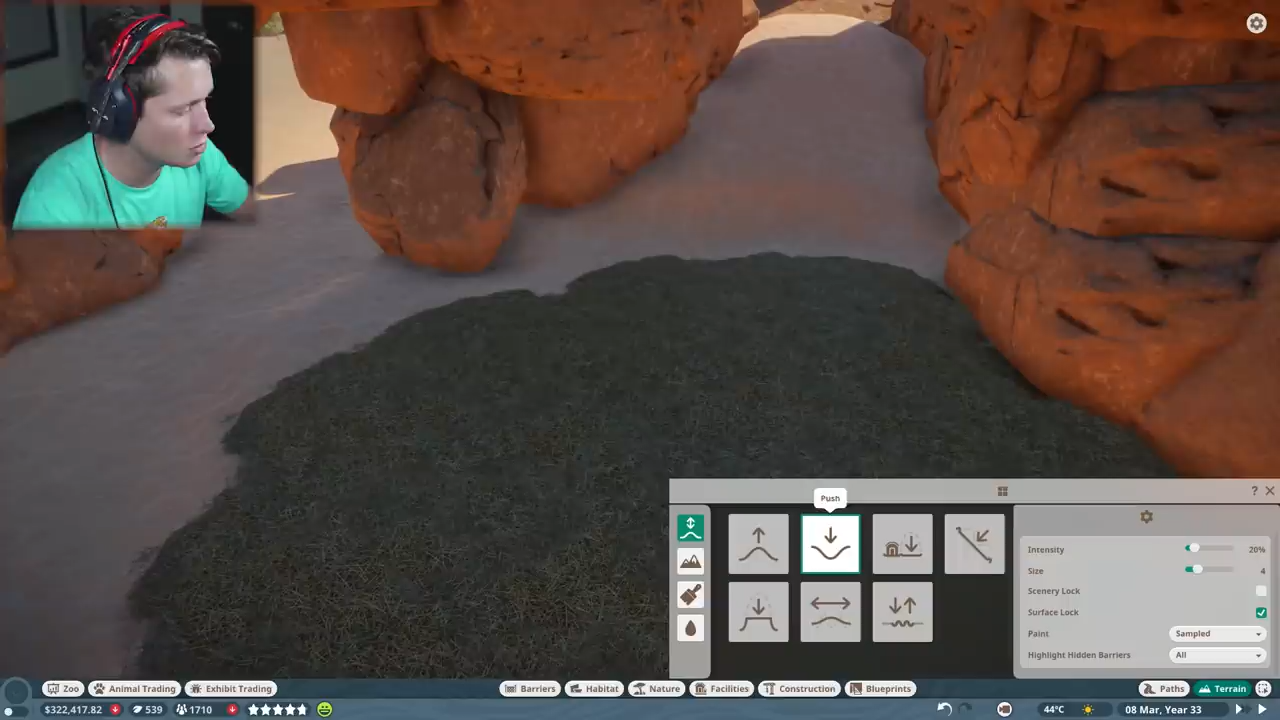 Push
?
Intensity 20%
Size 4
Scenery Lock
Surface Lock
Paint Sampled
Highlight Hidden Barriers All
Zoo Animal Trading Exhibit Trading Barriers Habitat Nature Facilities Construction Blueprints Paths Terrain
$322,417.82 539 1710 44°C 08 Mar, Year 33